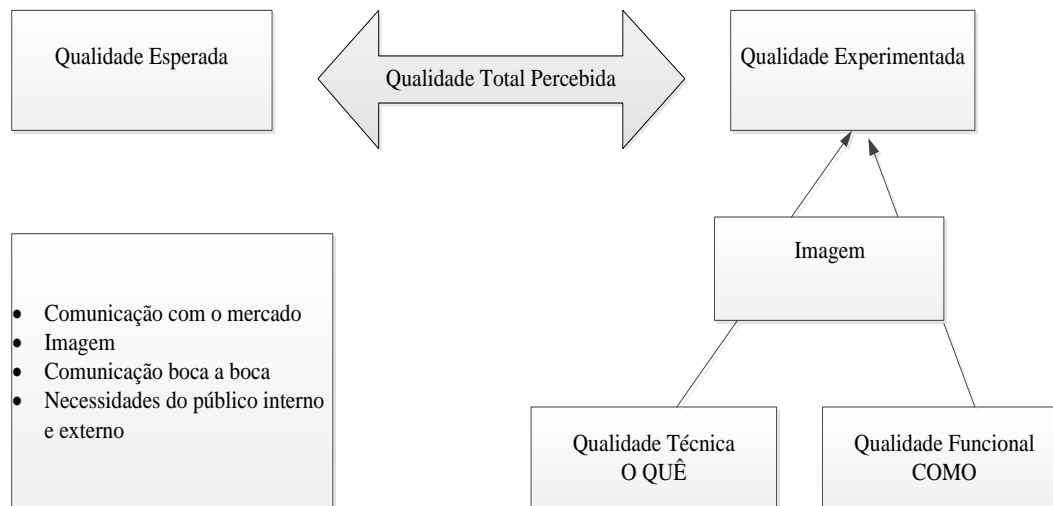 Qualidade Esperada
Qualidade Total Percebida
Qualidade Experimentada
Imagem
• Comunicação com o mercado
• Imagem
• Comunicação boca a boca
• Necessidades do público interno
e externo
Qualidade Técnica
O QUÊ
Qualidade Funcional
COMO